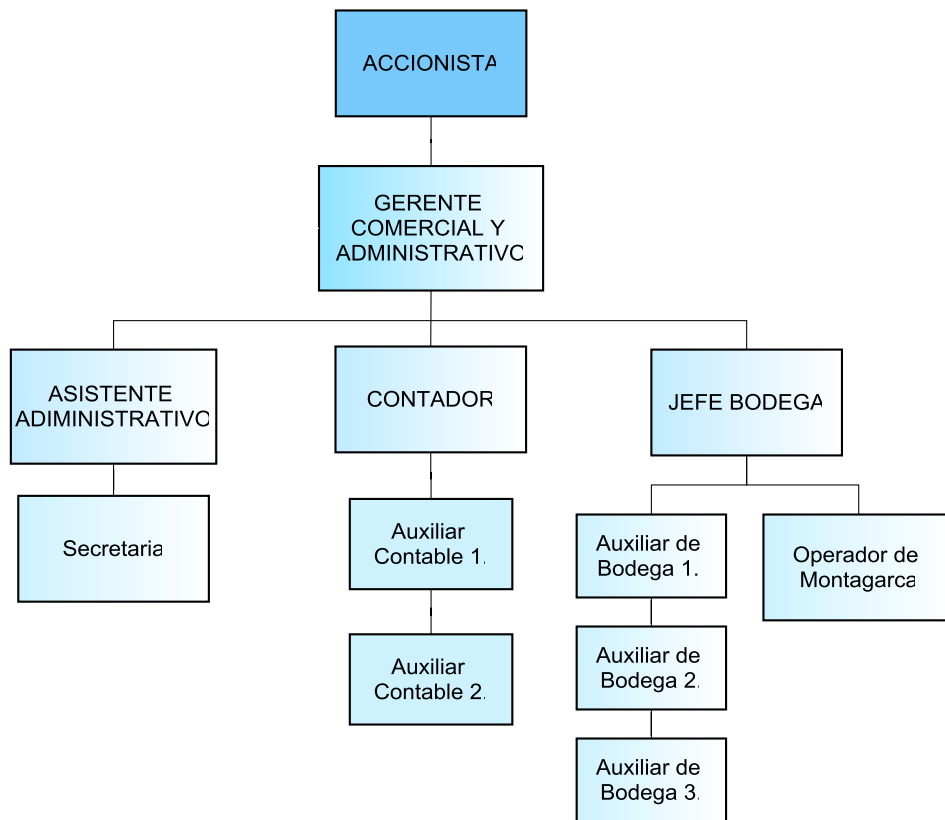 ACCIONISTA
GERENTE
COMERCIAL Y
ADMINISTRATIVO
ASISTENTE
ADIMINISTRATIVO
CONTADOR
JEFE BODEGA
Secretaria
Auxiliar
Contable 1.
Auxiliar de
Bodega 1.
Operador de
Montagarca
Auxiliar
Contable 2.
Auxiliar de
Bodega 2.
Auxiliar de
Bodega 3.